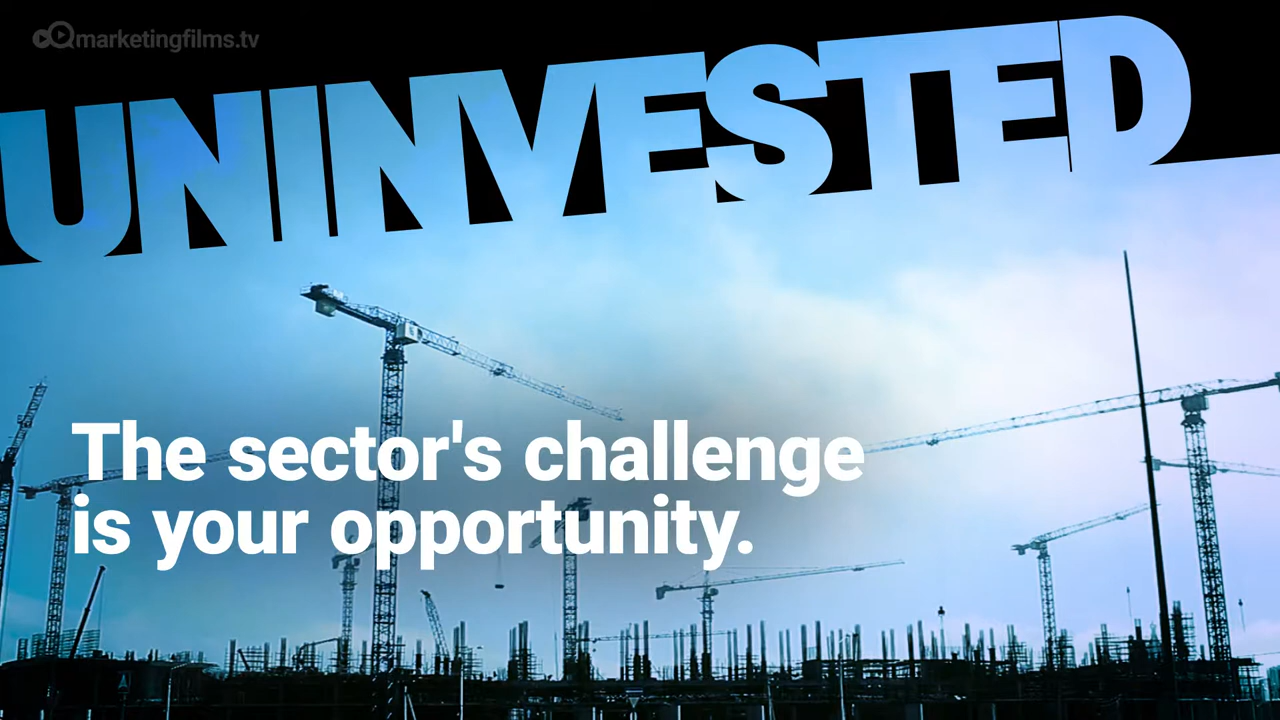 marketingfilms.tv
UNINVESTED
The sector's challenge
is your opportunity.